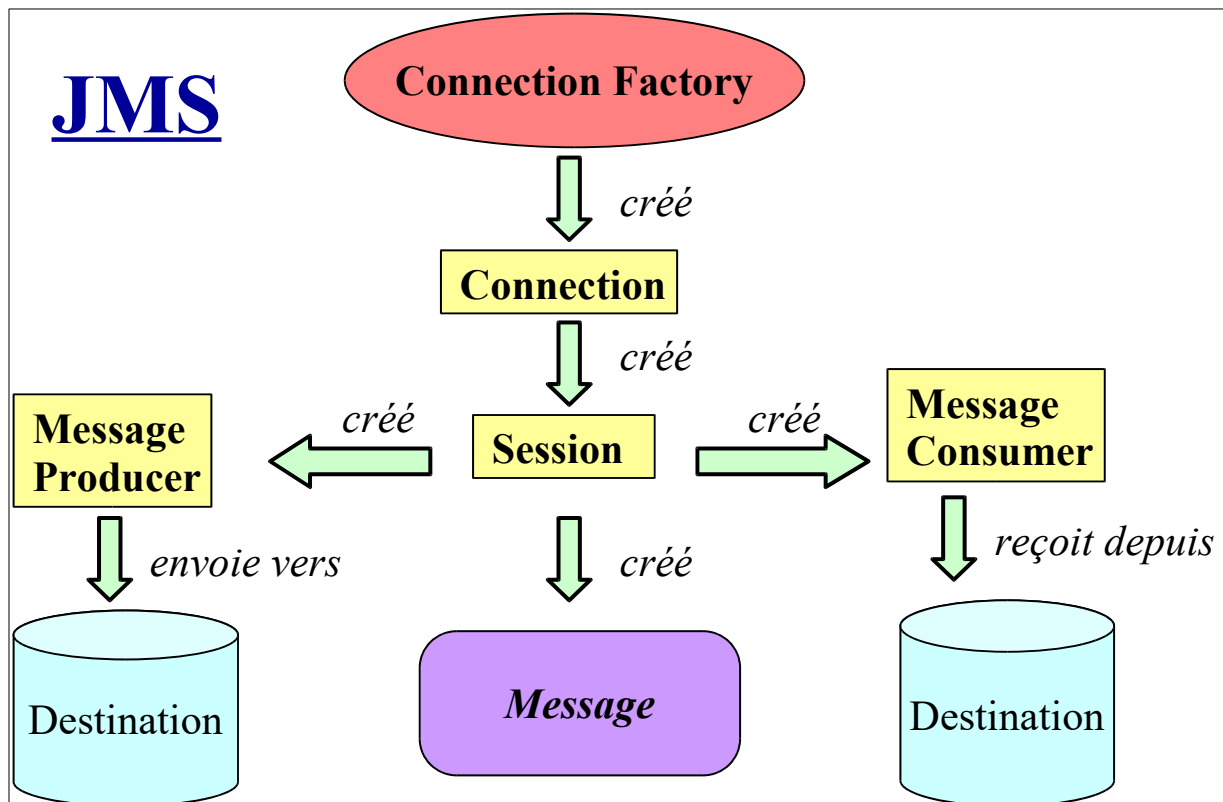 JMS
Connection Factory
créé
Connection
créé
créé
créé
Message
Producer
Session
Message
Consumer
envoie vers
créé
reçoit depuis
Destination
Message
Destination